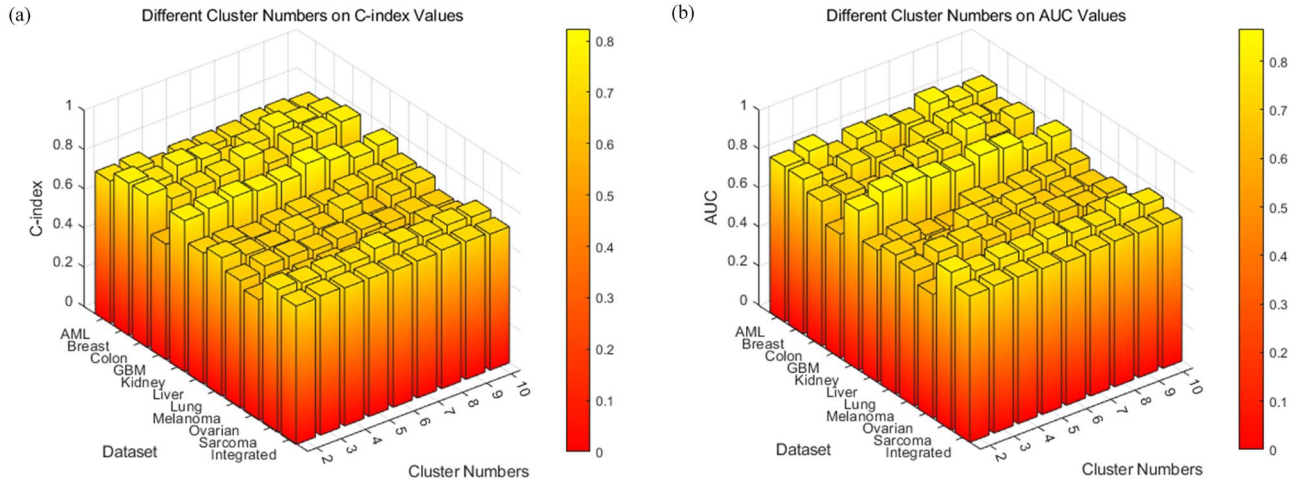 (a)
Different Cluster Numbers on C-index Values
C-index
1
0.8
0.6
0.4
0.2
0
AML
Breast
Colon
GBM
Kidney
Liver
Lung
Melanoma
Ovarian
Sarcoma
Integrated
Dataset
2
3
4
5
6
7
8
9
10
Cluster Numbers
0.8
0.7
0.6
0.5
0.4
0.3
0.2
0.1
0
(b)
Different Cluster Numbers on AUC Values
AUC
1
0.8
0.6
0.4
0.2
0
AML
Breast
Colon
GBM
Kidney
Liver
Lung
Melanoma
Ovarian
Sarcoma
Integrated
Dataset
2
3
4
5
6
7
8
9
10
Cluster Numbers
0.8
0.7
0.6
0.5
0.4
0.3
0.2
0.1
0